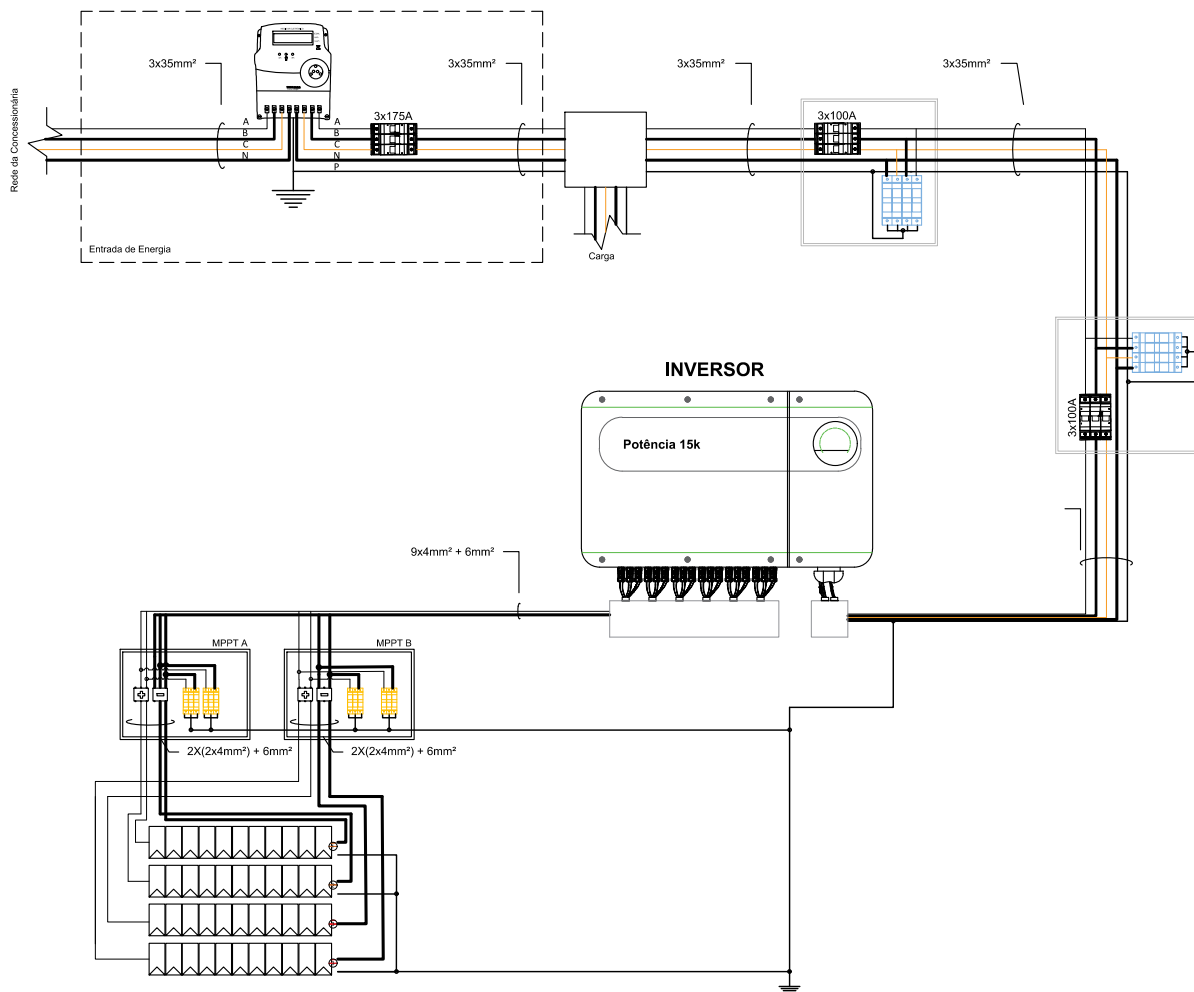 3x35mm²
3x35mm²
3x35mm²
3x35mm²
Rede da Concessionária
A
B
C
N
A
B
C
N
P
3x175A
3x100A
Entrada de Energia
Carga
INVERSOR
Potência 15k
3x100A
9x4mm² + 6mm²
MPPT A
MPPT B
2X(2x4mm²) + 6mm²
2X(2x4mm²) + 6mm²